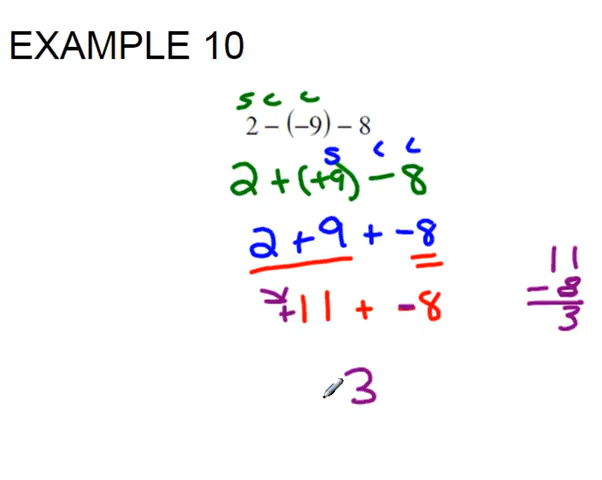 EXAMPLE 10
S C C
2 – (–9) – 8
S C C
2 + (+9) – 8
2 + 9 + -8
+11 + -8
11
- 8
3
3